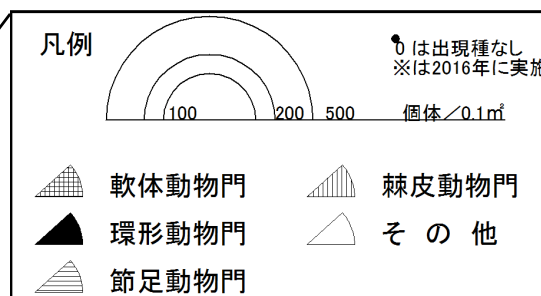 凡例
0 は出現種なし
※は2016年に実施
100 200 500 個体／0.1㎡
軟体動物門 棘皮動物門
環形動物門 その他
節足動物門